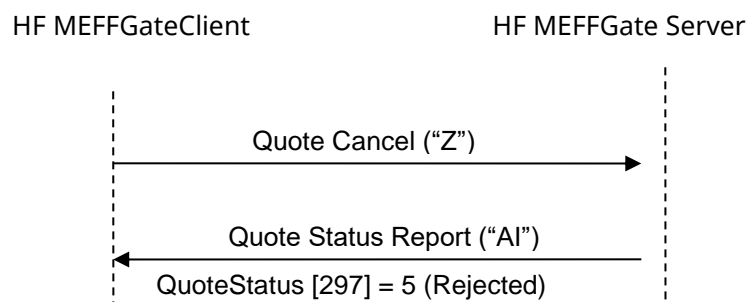 HF MEFFGateClient
HF MEFFGate Server
Quote Cancel (“Z”)
Quote Status Report (“AI”)
QuoteStatus [297] = 5 (Rejected)